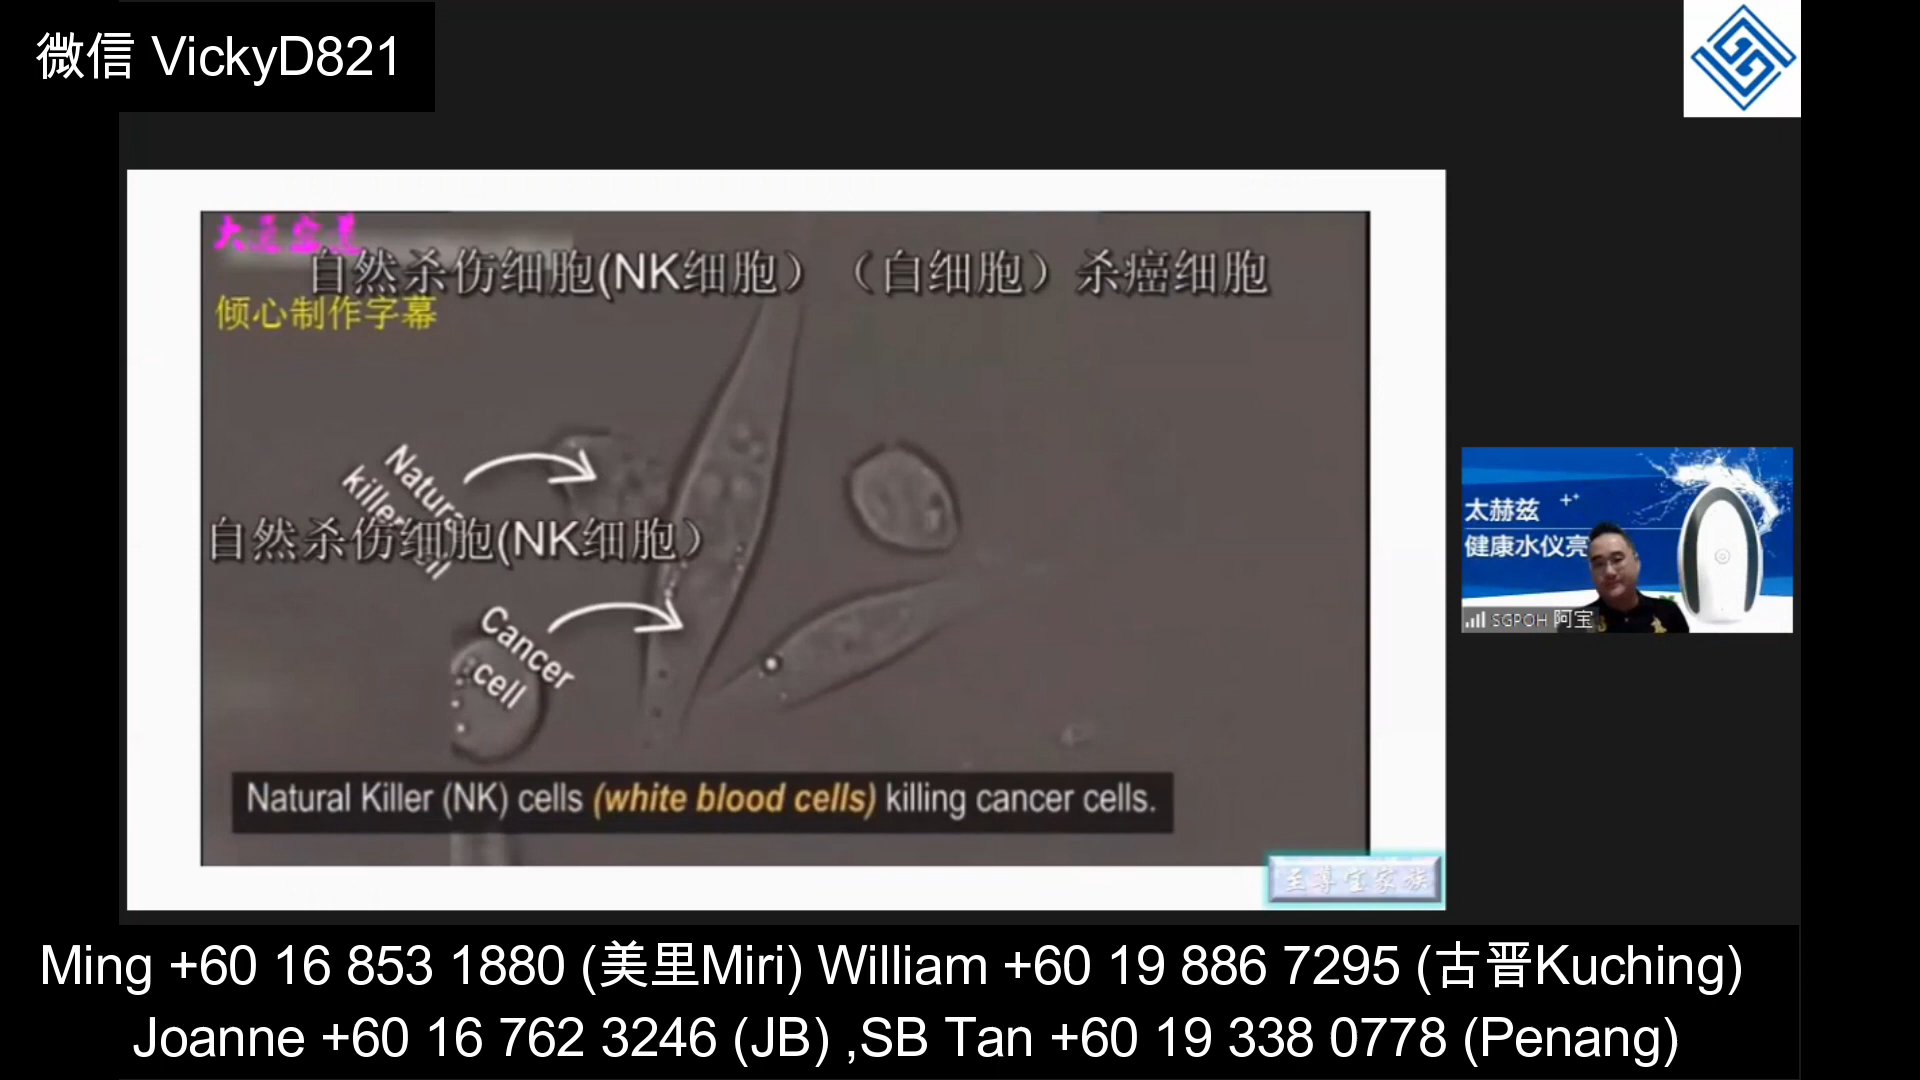 微信 VickyD821
自然杀伤细胞(NK细胞）（白细胞）杀癌细胞
倾心制作字幕
Natural
killer cell
自然杀伤细胞(NK细胞）
Cancer
cell
Natural Killer (NK) cells (white blood cells) killing cancer cells.
至尊宝家族
太赫兹
健康水仪亮
SGPOH 阿宝
Ming +60 16 853 1880 (美里Miri) William +60 19 886 7295 (古晋Kuching)
Joanne +60 16 762 3246 (JB) ,SB Tan +60 19 338 0778 (Penang)